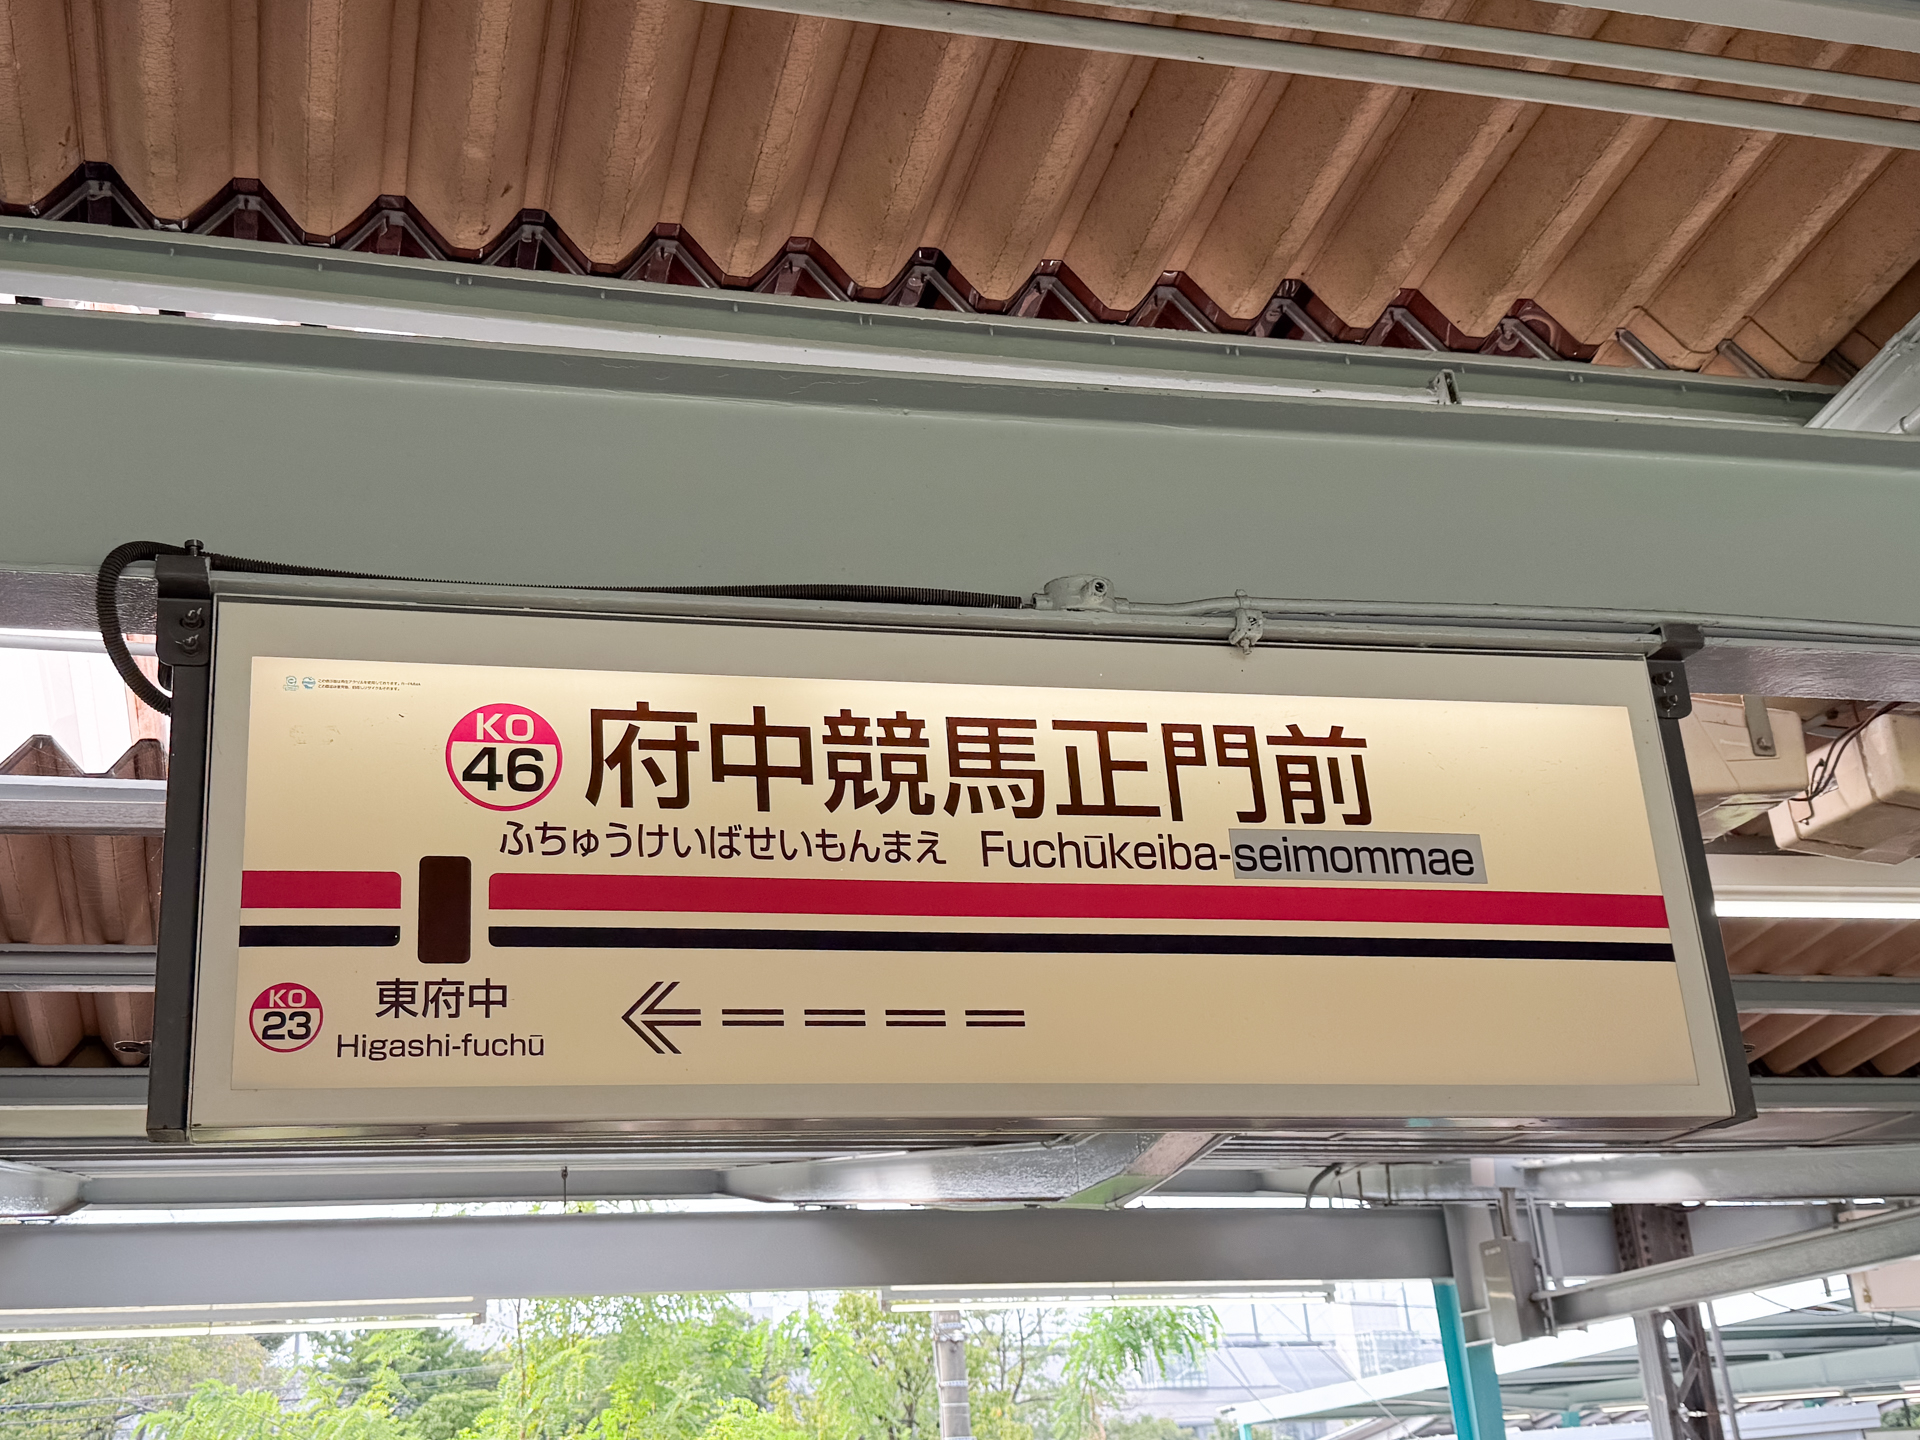 KO
46
府中競馬正門前
ふちゅうけいばせいもんまえ Fuchūkeiba-seimommae
KO
23
東府中
Higashi-fuchū